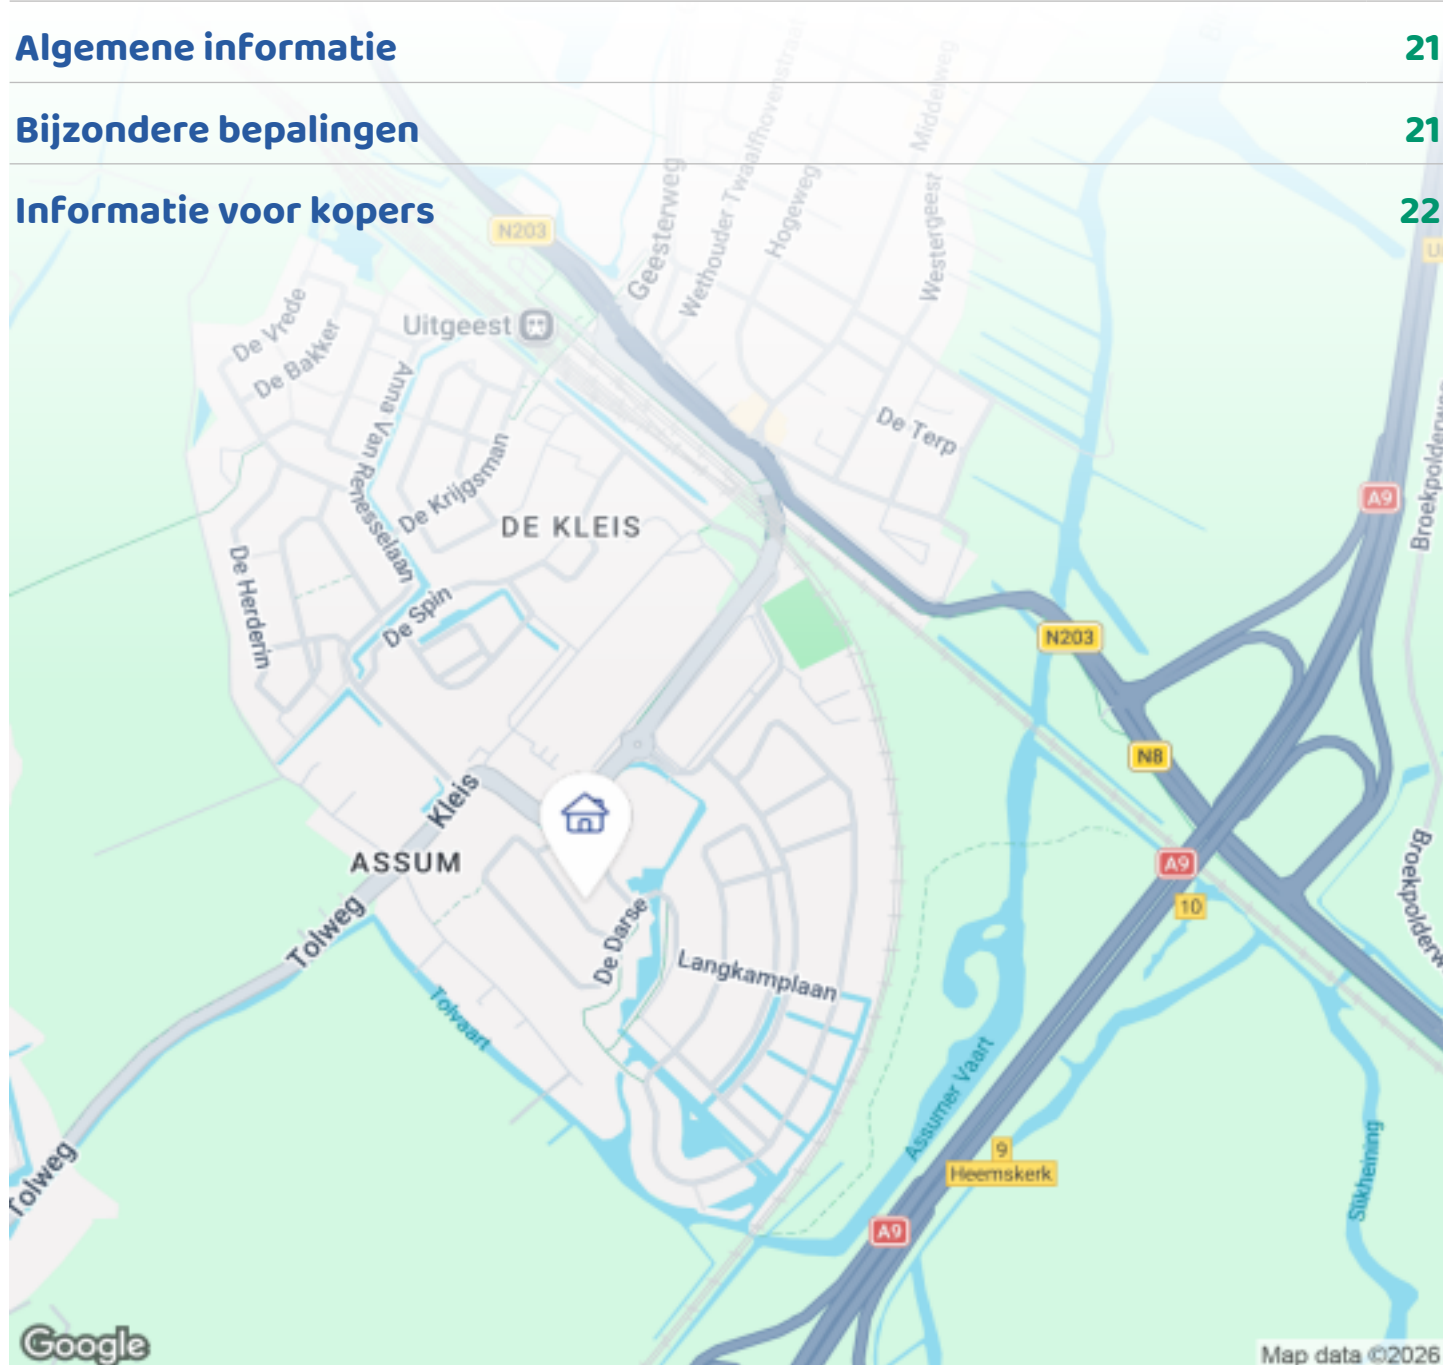 Algemene informatie 21
Bijzondere bepalingen 21
Informatie voor kopers 22
N203
Geesterweg
Wethouder Twaalfhovenstraat
Hogeweg
Middelweg
Westergeest
De Vrede
De Bakker
Uitgeest
Anna Van Renesselaan
De Krijgsman
De Terp
A9
Broekpolderweg
DE KLEIS
De Herderin
De Spin
N203
N8
Kleis
ASSUM
A9
10
Broekpolderw
Tolweg
De Darse
Langkamplaan
Tolvaart
Assumer Vaart
9
Heemskerk
Slikheining
Tolweg
A9
Google
Map data ©2026